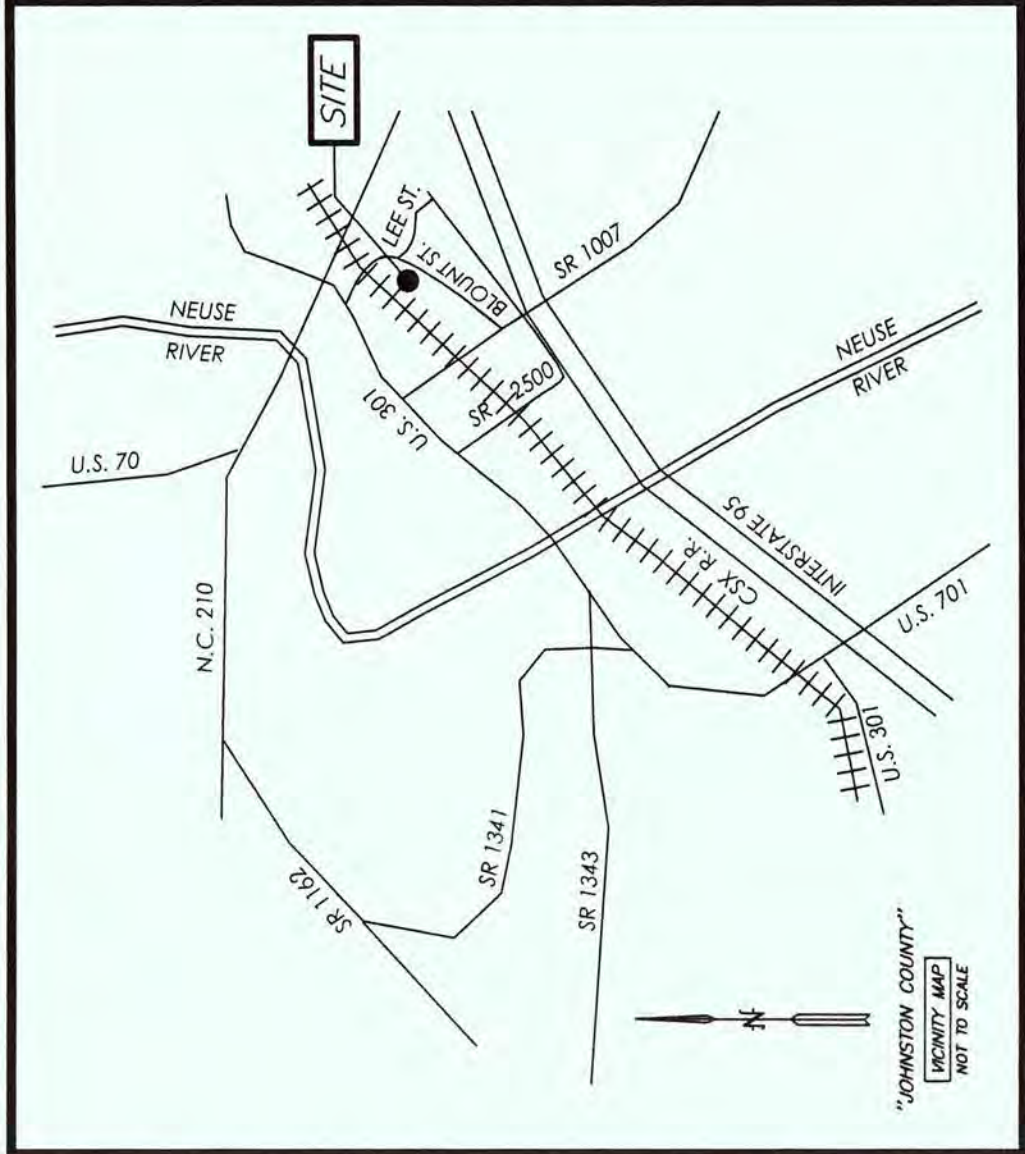 SITE
LEE ST.
BLOUNT ST.
SR 1007
NEUSE
RIVER
U.S. 70
U.S. 301
SR 2500
NEUSE
RIVER
N.C. 210
INTERSTATE 95
CSX R.R.
U.S. 701
U.S. 301
SR 1341
SR 1343
SR 1162
N
"JOHNSTON COUNTY"
VICINITY MAP
NOT TO SCALE